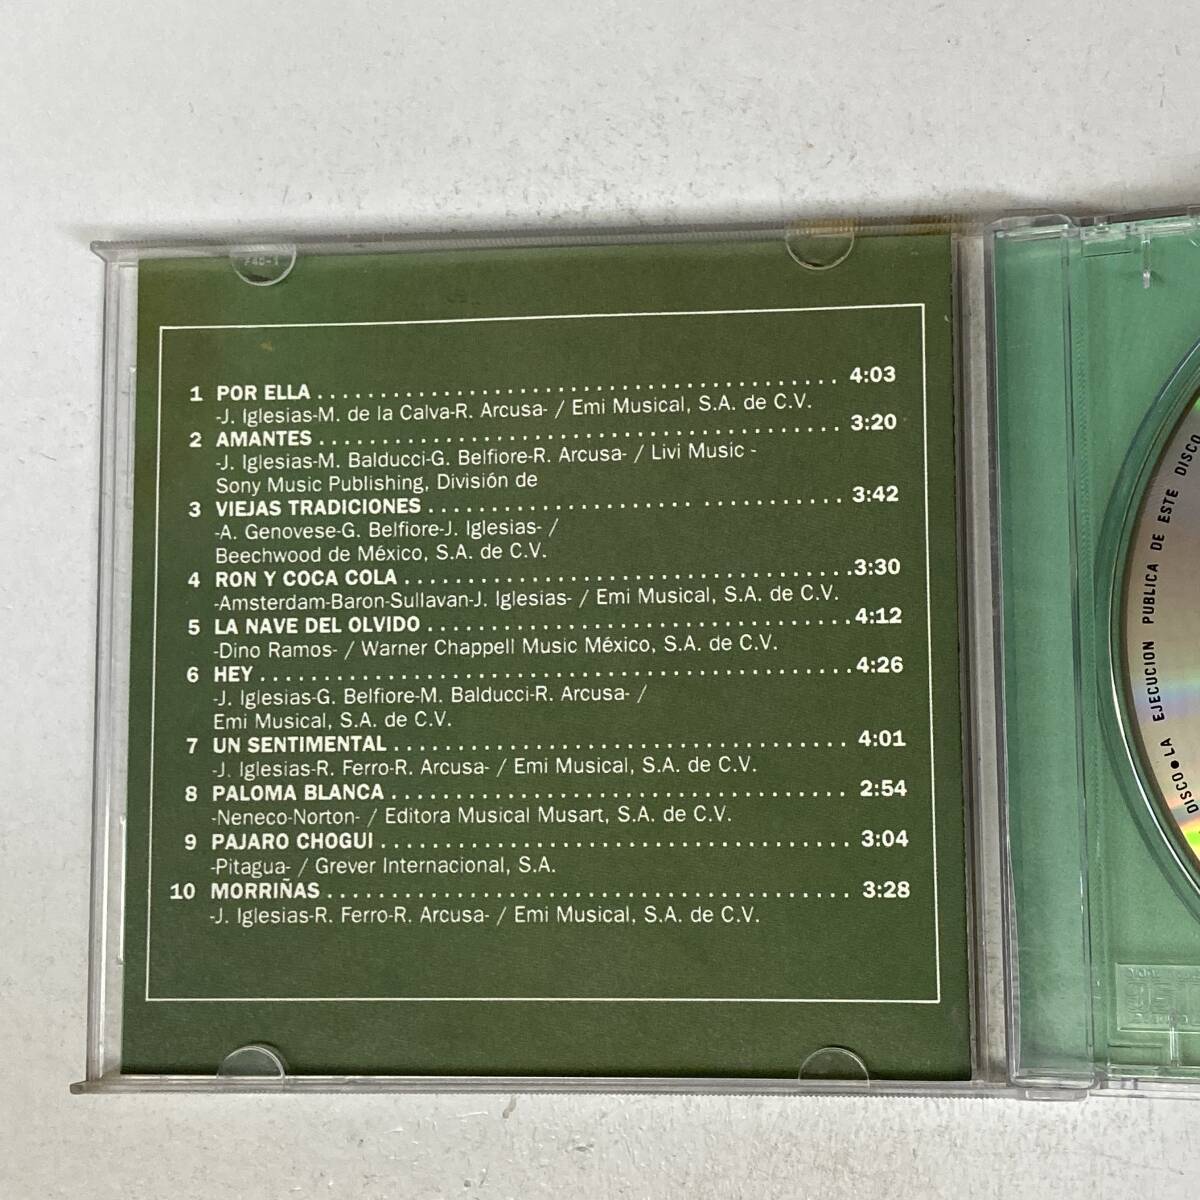 1 POR ELLA 4:03
-J. Iglesias-M. de la Calva-R. Arcusa- / Emi Musical, S.A. de C.V.
2 AMANTES 3:20
-J. Iglesias-M. Balducci-G. Belfiore-R. Arcusa- / Livi Music -
Sony Music Publishing, División de
3 VIEJAS TRADICIONES 3:42
-A. Genovese-G. Belfiore-J. Iglesias- /
Beechwood de México, S.A. de C.V.
4 RON Y COCA COLA 3:30
-Amsterdam-Baron-Sullavan-J. Iglesias- / Emi Musical, S.A. de C.V.
5 LA NAVE DEL OLVIDO 4:12
-Dino Ramos- / Warner Chappell Music México, S.A. de C.V.
6 HEY 4:26
-J. Iglesias-G. Belfiore-M. Balducci-R. Arcusa- /
Emi Musical, S.A. de C.V.
7 UN SENTIMENTAL 4:01
-J. Iglesias-R. Ferro-R. Arcusa- / Emi Musical, S.A. de C.V.
8 PALOMA BLANCA 2:54
-Neneco-Norton- / Editora Musical Musart, S.A. de C.V.
9 PAJARO CHOGUI 3:04
-Pitagua- / Grever Internacional, S.A.
10 MORRIÑAS 3:28
-J. Iglesias-R. Ferro-R. Arcusa- / Emi Musical, S.A. de C.V.
DISCO ● LA EJECUCION PUBLICA DE ESTE DISCO